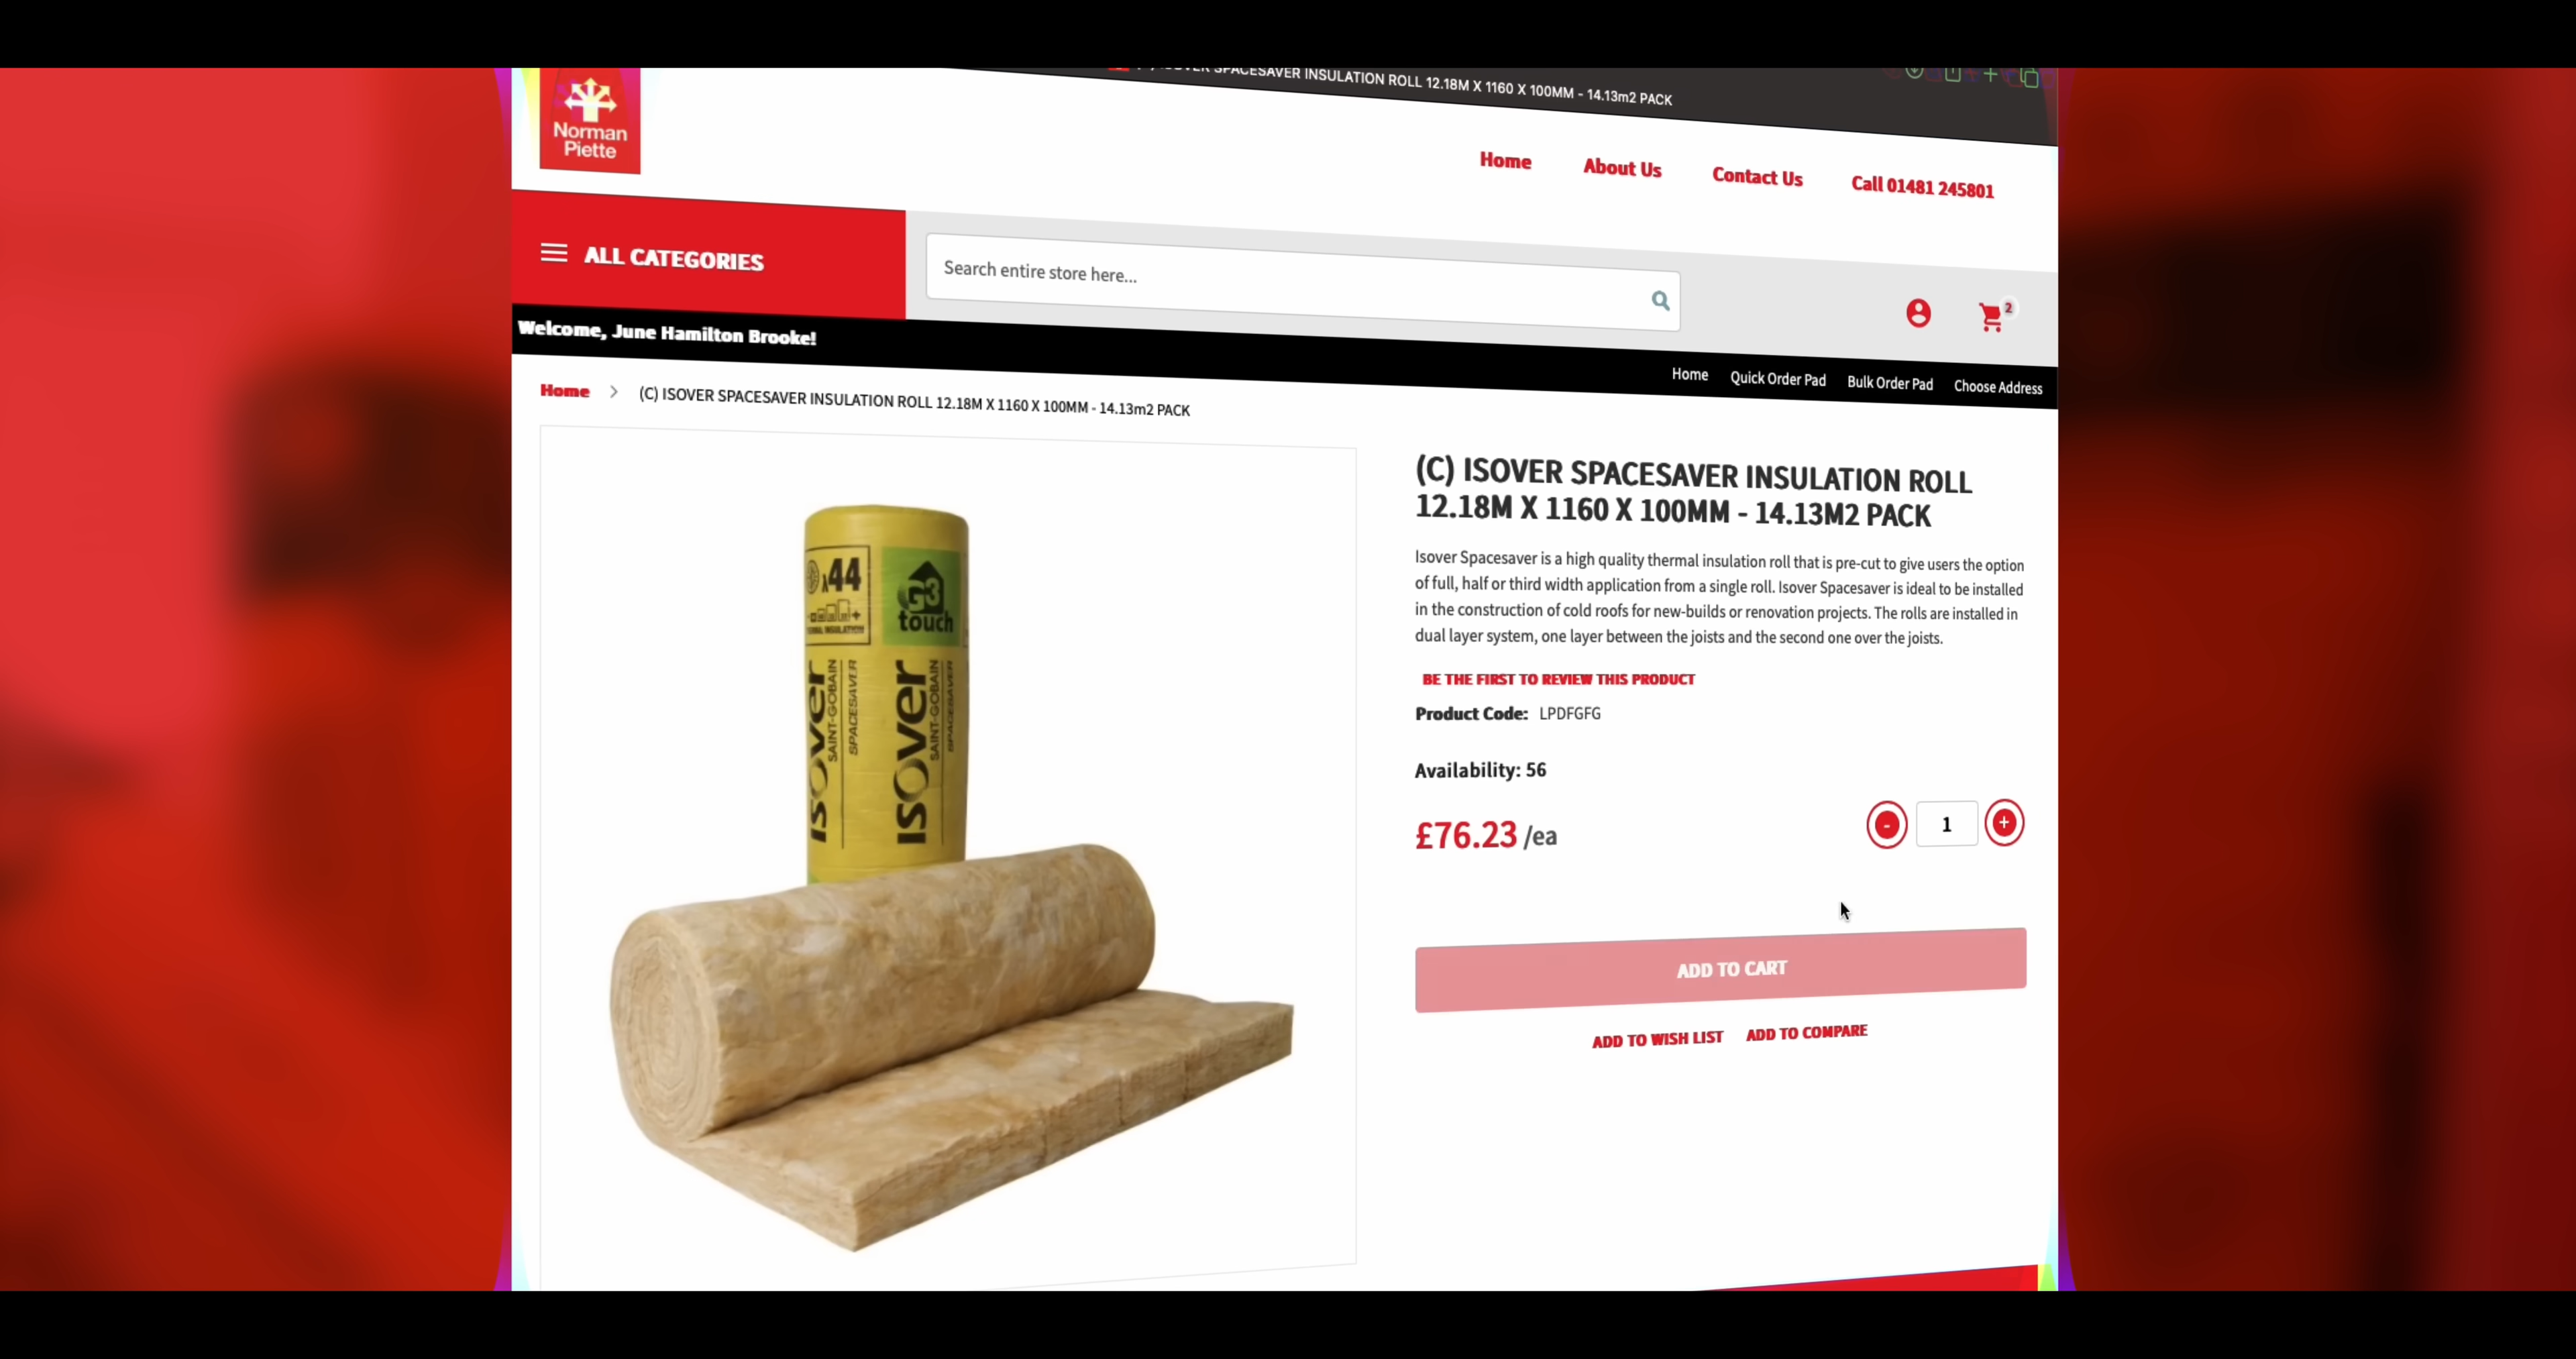 SPACESAVER INSULATION ROLL 12.18M X 1160 X 100MM - 14.13m2 PACK
Norman
Piette
Home About Us Contact Us Call 01481 245801
ALL CATEGORIES
Search entire store here...
2
Welcome, June Hamilton Brooke!
Home Quick Order Pad Bulk Order Pad Choose Address
Home > (C) ISOVER SPACESAVER INSULATION ROLL 12.18M X 1160 X 100MM - 14.13m2 PACK
(C) ISOVER SPACESAVER INSULATION ROLL
12.18M X 1160 X 100MM - 14.13M2 PACK
Isover Spacesaver is a high quality thermal insulation roll that is pre-cut to give users the option
of full, half or third width application from a single roll. Isover Spacesaver is ideal to be installed
in the construction of cold roofs for new-builds or renovation projects. The rolls are installed in
dual layer system, one layer between the joists and the second one over the joists.
BE THE FIRST TO REVIEW THIS PRODUCT
Product Code: LPDFGFG
Availability: 56
£76.23 /ea
- 1 +
ADD TO CART
ADD TO WISH LIST ADD TO COMPARE
λ44
G3
touch
isover
SAINT-GOBAIN
SPACESAVER
isover
SAINT-GOBAIN
SPACESAVER